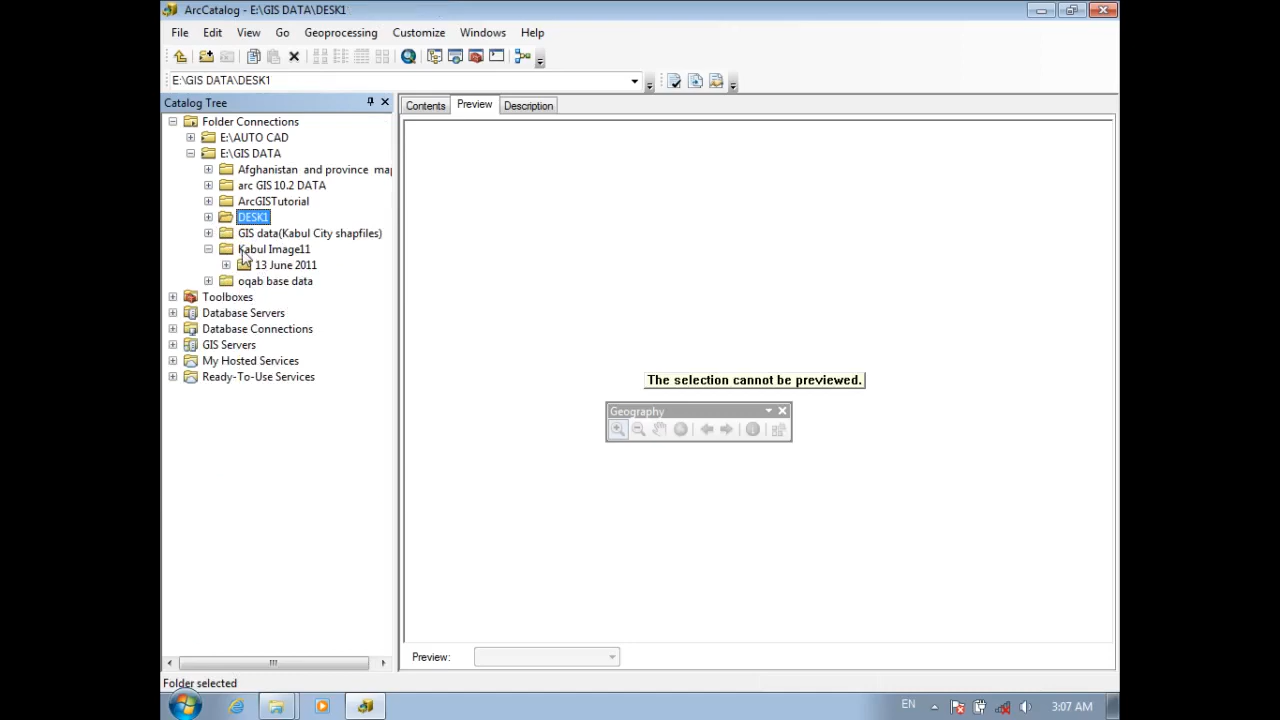 ArcCatalog - E:\GIS DATA\DESK1
File Edit View Go Geoprocessing Customize Windows Help
E:\GIS DATA\DESK1
Catalog Tree
Contents Preview Description
Folder Connections
E:\AUTO CAD
E:\GIS DATA
Afghanistan and province map
arc GIS 10.2 DATA
ArcGISTutorial
DESK1
GIS data(Kabul City shapfiles)
Kabul Image11
13 June 2011
oqab base data
Toolboxes
Database Servers
Database Connections
GIS Servers
My Hosted Services
Ready-To-Use Services
The selection cannot be previewed.
Geography
Preview:
Folder selected
EN 3:07 AM